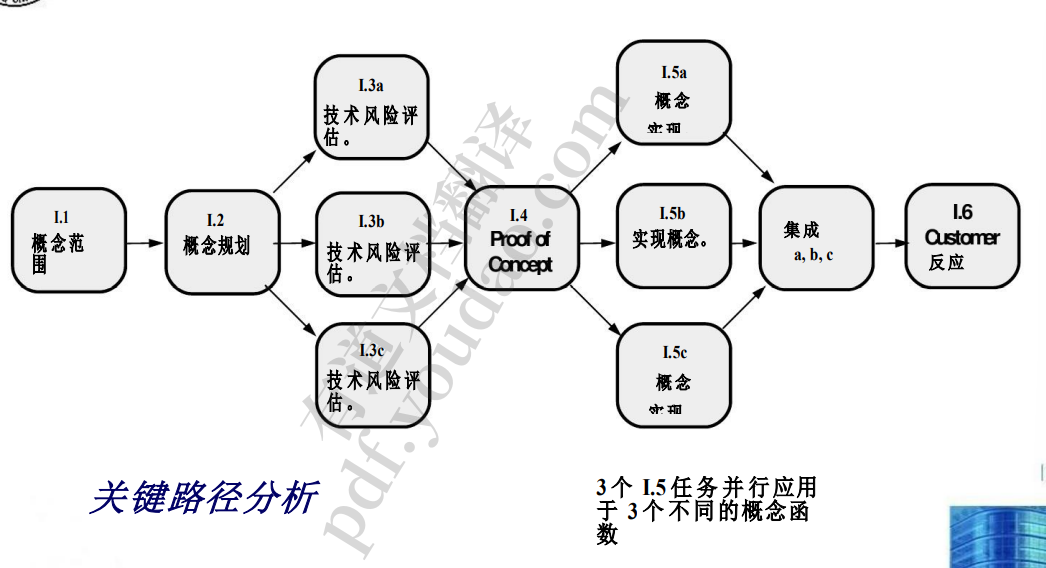 I.1
概念范
围
I.2
概念规划
I.3a
技术风险评
估。
I.3b
技术风险评
估。
I.3c
技术风险评
估。
I.4
Proof of
Concept
I.5a
概念
实现
I.5b
实现概念。
I.5c
概念
实现
集成
a, b, c
I.6
Customer
反应
关键路径分析
3个 I.5任务并行应用
于 3个不同的概念函
数
有道文档翻译
pdf.youdao.com